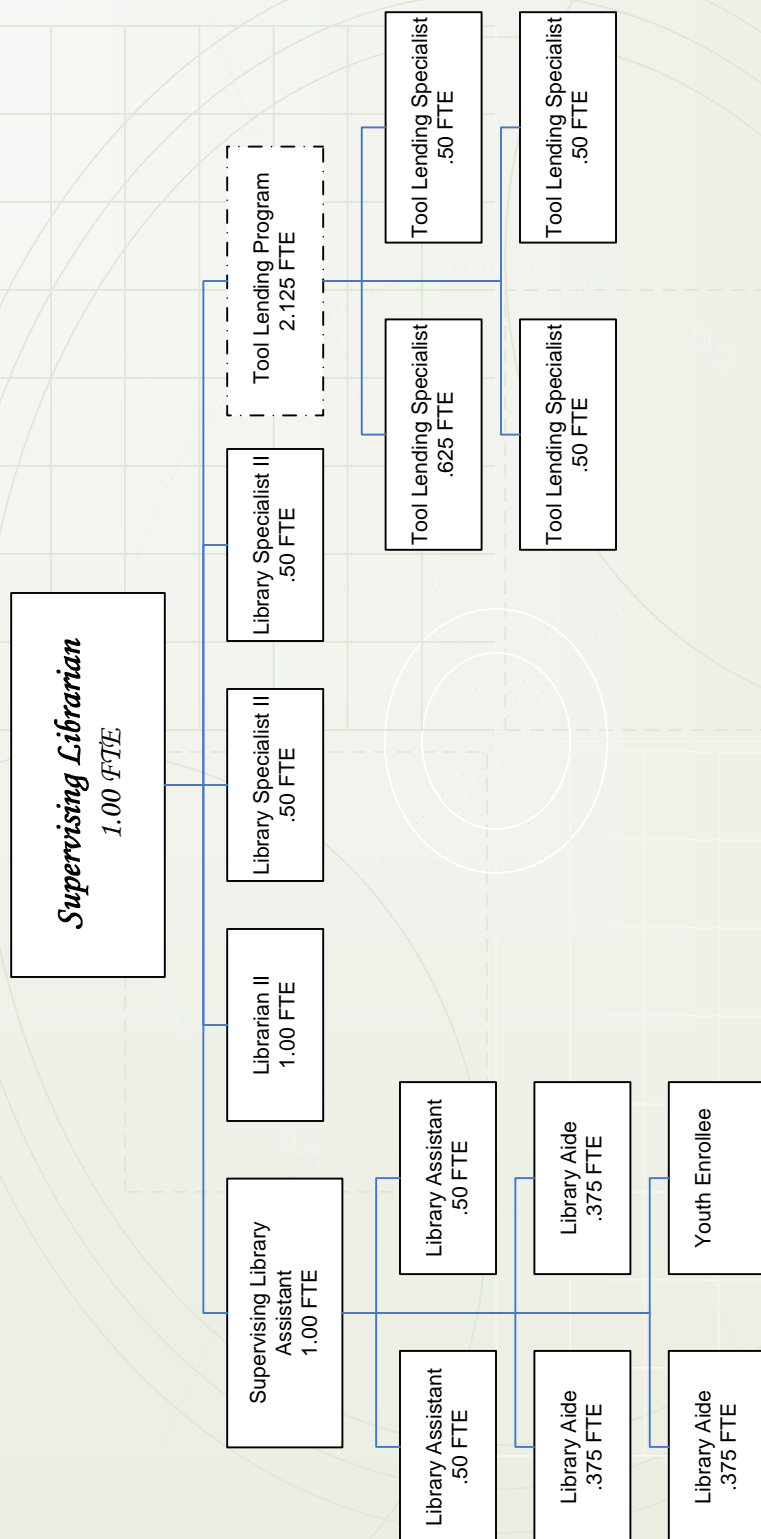 Supervising Librarian
1.00 FTE
Supervising Library
Assistant
1.00 FTE
Librarian II
1.00 FTE
Library Specialist II
.50 FTE
Library Specialist II
.50 FTE
Tool Lending Program
2.125 FTE
Library Assistant
.50 FTE
Library Assistant
.50 FTE
Library Aide
.375 FTE
Library Aide
.375 FTE
Library Aide
.375 FTE
Youth Enrollee
Tool Lending Specialist
.625 FTE
Tool Lending Specialist
.50 FTE
Tool Lending Specialist
.50 FTE
Tool Lending Specialist
.50 FTE